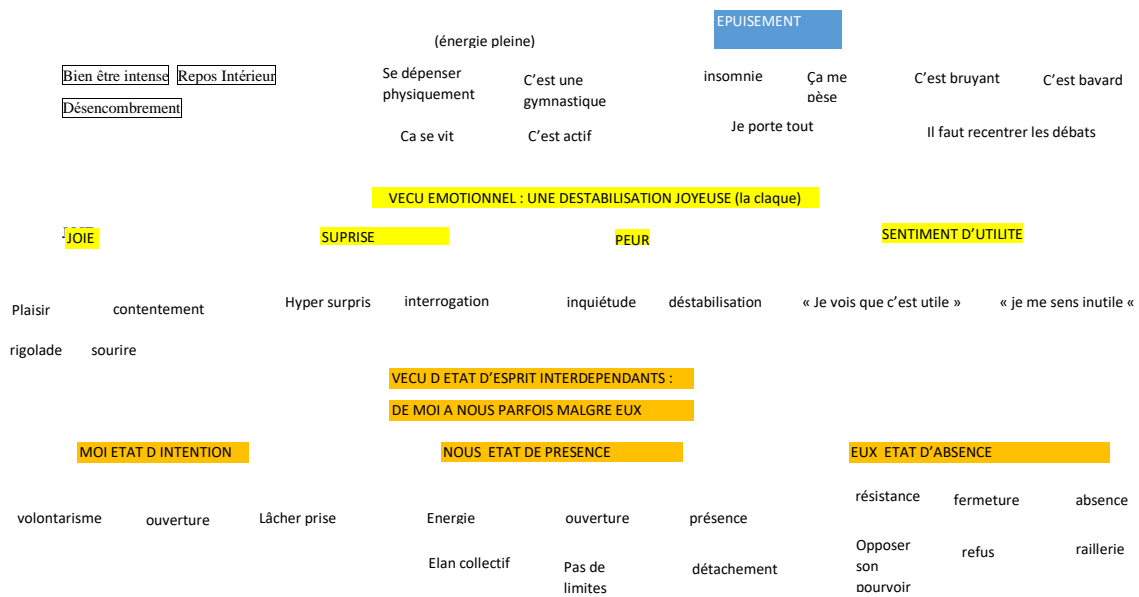 EPUISEMENT
(énergie pleine)
Bien être intense Repos Intérieur
Désencombrement
Se dépenser
physiquement
C’est une
gymnastique
insomnie
Ça me
pèse
C’est bruyant
C’est bavard
Ca se vit
C’est actif
Je porte tout
Il faut recentrer les débats
VECU EMOTIONNEL : UNE DESTABILISATION JOYEUSE (la claque)
JOIE
SUPRISE
PEUR
SENTIMENT D’UTILITE
Plaisir
contentement
Hyper surpris
interrogation
inquiétude
déstabilisation
« Je vois que c’est utile »
« je me sens inutile «
rigolade
sourire
VECU D ETAT D’ESPRIT INTERDEPENDANTS :
DE MOI A NOUS PARFOIS MALGRE EUX
MOI ETAT D INTENTION
NOUS ETAT DE PRESENCE
EUX ETAT D’ABSENCE
volontarisme
ouverture
Lâcher prise
Energie
ouverture
présence
résistance
fermeture
absence
Elan collectif
Pas de
limites
détachement
Opposer
son
pourvoir
refus
raillerie